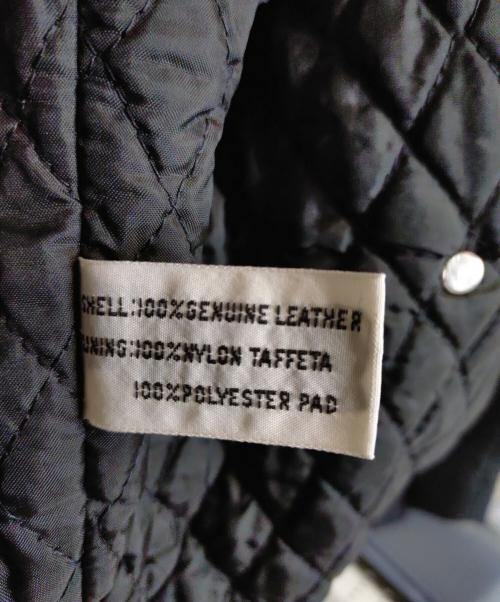 SHELL:100%GENUINE LEATHER
LINING:100%NYLON TAFFETA
100%POLYESTER PAD